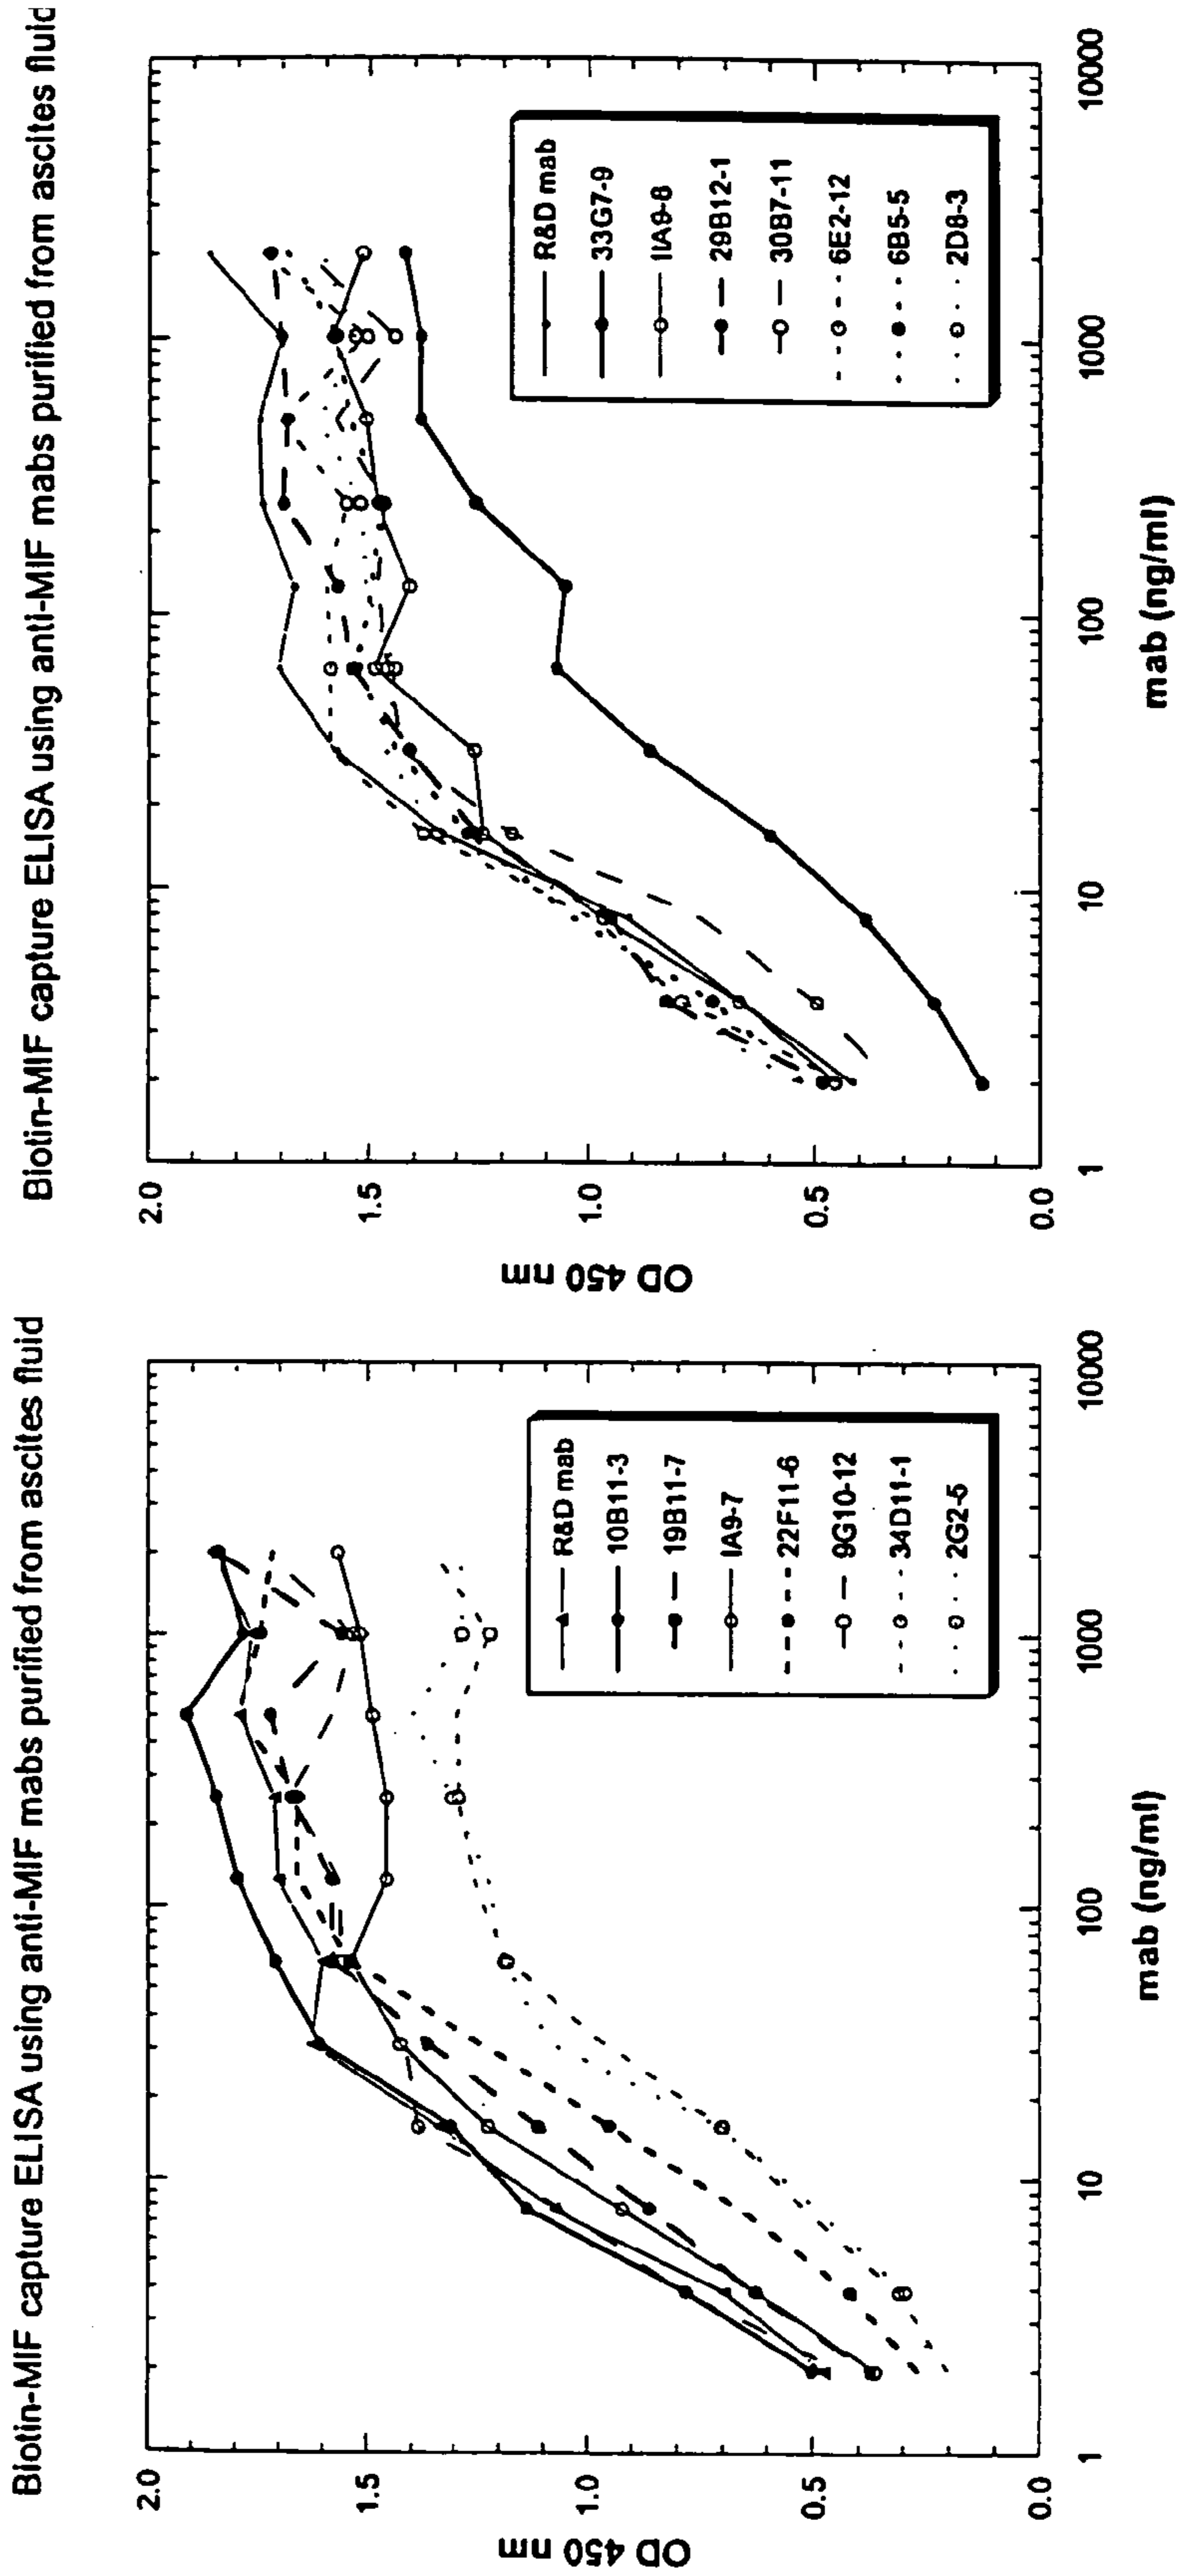 Biotin-MIF capture ELISA using anti-MIF mabs purified from ascites fluid
OD 450 nm
2.0
1.5
1.0
0.5
0.0
1
10
100
1000
10000
mab (ng/ml)
R&D mab
10B11-3
19B11-7
IA9-7
22F11-6
9G10-12
34D11-1
2G2-5
Biotin-MIF capture ELISA using anti-MIF mabs purified from ascites fluid
OD 450 nm
2.0
1.5
1.0
0.5
0.0
1
10
100
1000
10000
mab (ng/ml)
R&D mab
33G7-9
IIA9-8
29B12-1
30B7-11
6E2-12
6B5-5
2D8-3